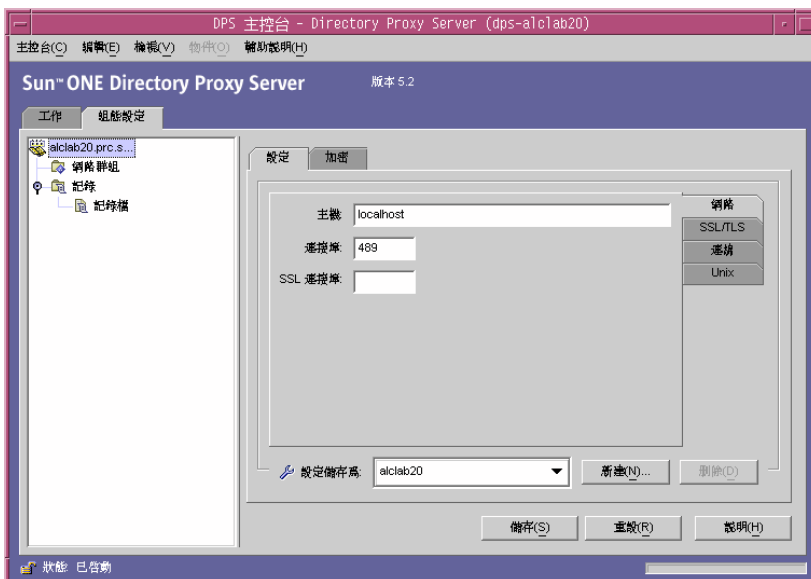 DPS 主控台 - Directory Proxy Server (dps-alclab20)
主控台(C) 編輯(E) 檢視(V) 物件(O) 輔助說明(H)
Sun™ ONE Directory Proxy Server 版本 5.2
工作 組態設定
alclab20.prc.s...
網路群組
記錄
記錄檔
設定 加密
主機: localhost
連接埠: 489
SSL 連接埠:
網路
SSL/TLS
連線
Unix
設定儲存為: alclab20 新建(N)... 刪除(D)
儲存(S) 重設(R) 說明(H)
狀態: 已啟動